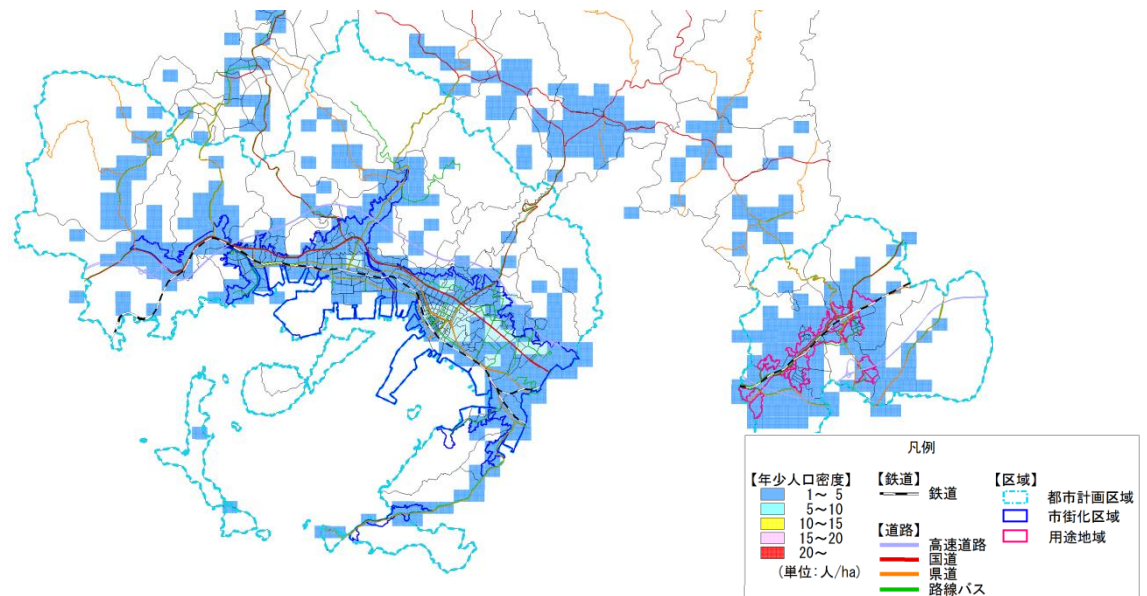 凡例
【年少人口密度】
1～ 5
5～10
10～15
15～20
20～
(単位:人/ha)
【鉄道】
鉄道
【道路】
高速道路
国道
県道
路線バス
【区域】
都市計画区域
市街化区域
用途地域